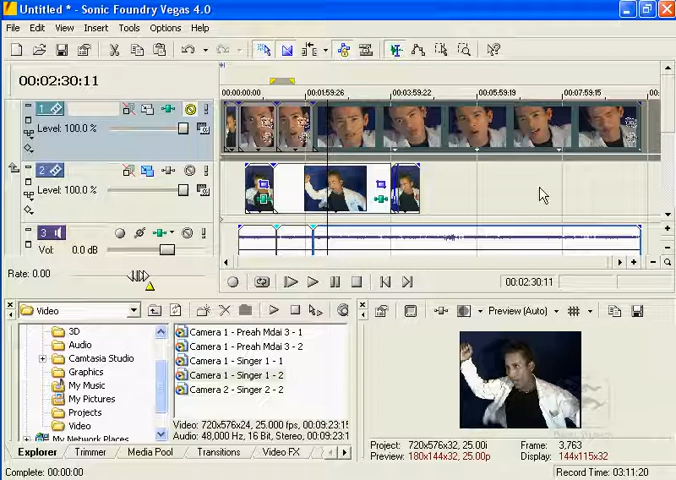 Untitled * - Sonic Foundry Vegas 4.0
File Edit View Insert Tools Options Help
00:02:30:11
00:00:00:00 00:01:59:26 00:03:59:22 00:05:59:19 00:07:59:15
1
Level: 100.0 %
2
Level: 100.0 %
3
Vol: 0.0 dB
Rate: 0.00
00:02:30:11
Video
Preview (Auto)
3D
Audio
Camtasia Studio
Graphics
My Music
My Pictures
Projects
Video
My Network Places
Camera 1 - Preah Mdai 3 - 1
Camera 1 - Preah Mdai 3 - 2
Camera 1 - Singer 1 - 1
Camera 1 - Singer 1 - 2
Camera 2 - Singer 2 - 2
Video: 720x576x24, 25.000 fps, 00:09:23:15
Audio: 48,000 Hz, 16 Bit, Stereo, 00:09:23:1
Explorer Trimmer Media Pool Transitions Video FX
Project: 720x576x32, 25.00i
Preview: 180x144x32, 25.00p
Frame: 3,763
Display: 144x115x32
Complete: 00:00:00
Record Time: 03:11:20